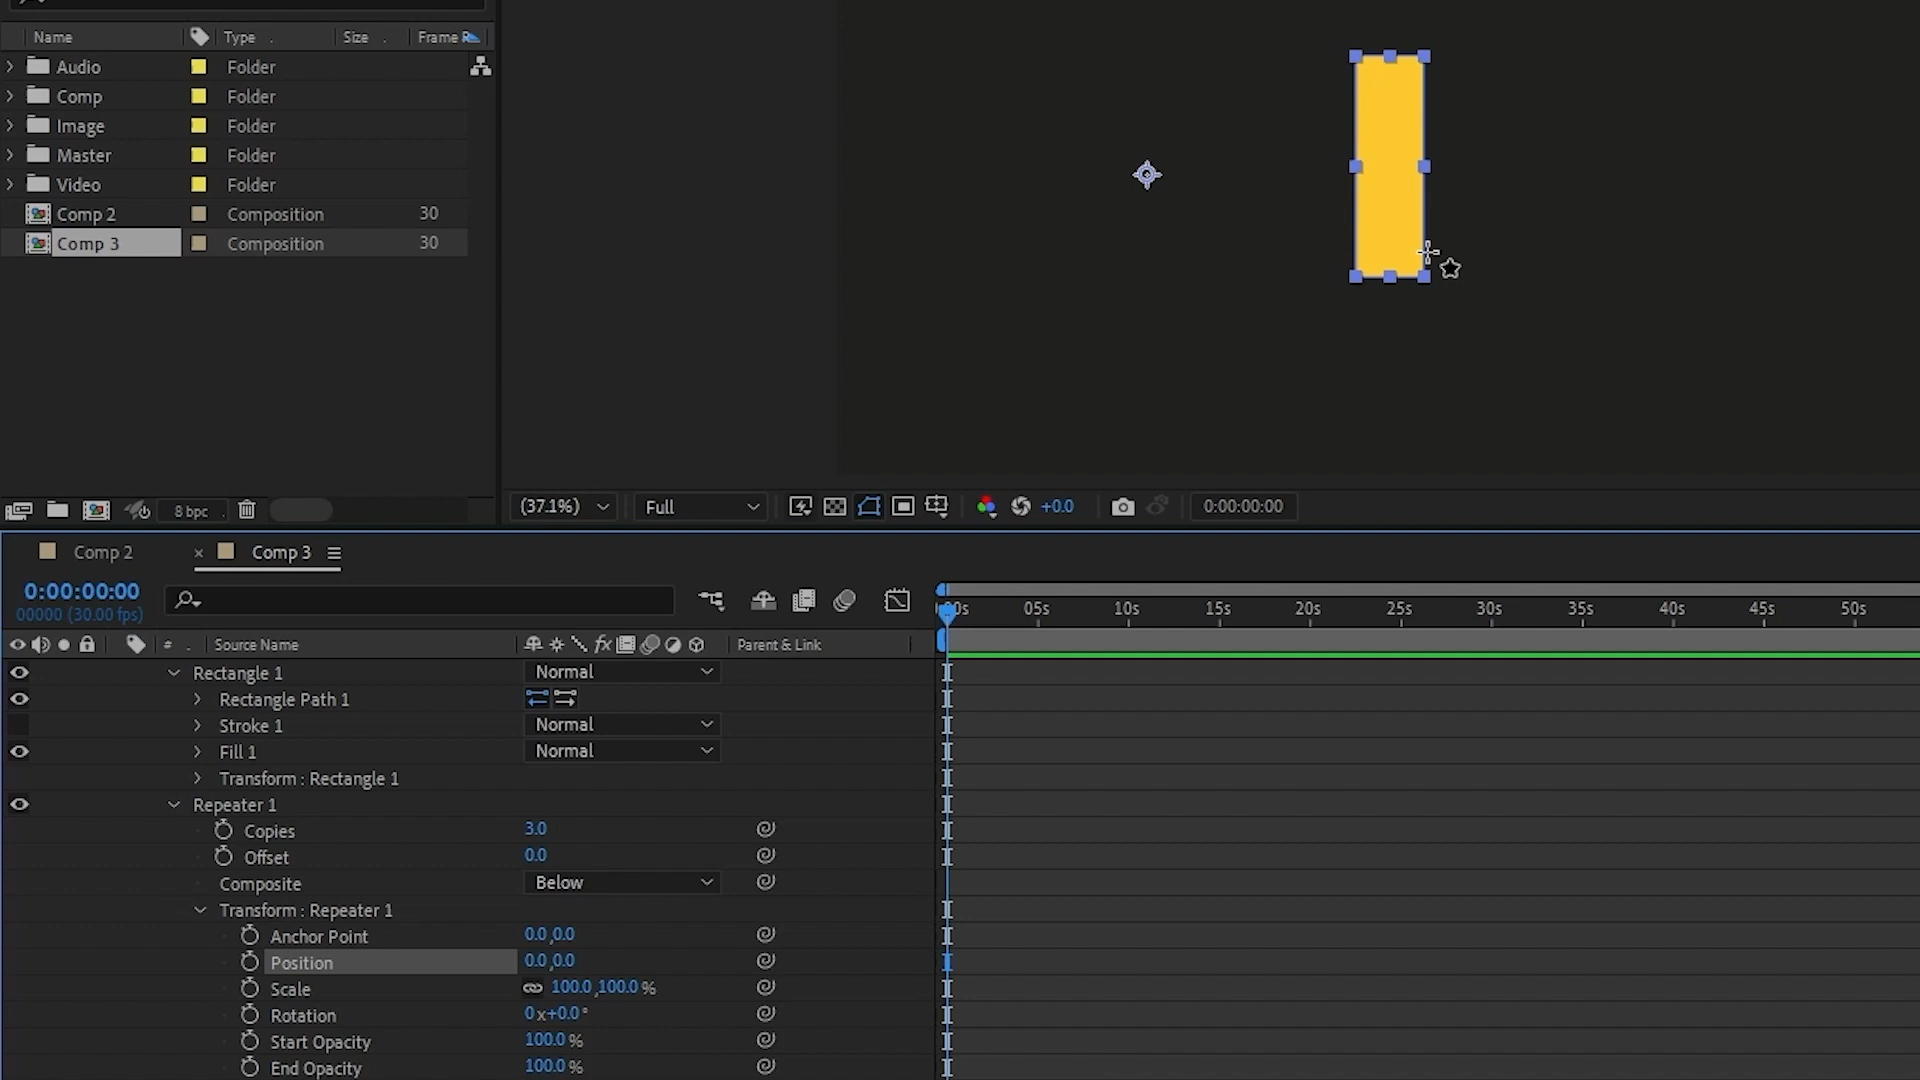 Name Type Size Frame R
Audio Folder
Comp Folder
Image Folder
Master Folder
Video Folder
Comp 2 Composition 30
Comp 3 Composition 30
8 bpc (37.1%) Full +0.0 0:00:00:00
Comp 2 × Comp 3
0:00:00:00
00000 (30.00 fps)
00s 05s 10s 15s 20s 25s 30s 35s 40s 45s 50s
# Source Name fx Parent & Link
Rectangle 1 Normal
Rectangle Path 1
Stroke 1 Normal
Fill 1 Normal
Transform : Rectangle 1
Repeater 1
Copies 3.0
Offset 0.0
Composite Below
Transform : Repeater 1
Anchor Point 0.0,0.0
Position 0.0,0.0
Scale 100.0,100.0 %
Rotation 0x+0.0°
Start Opacity 100.0 %
End Opacity 100.0 %